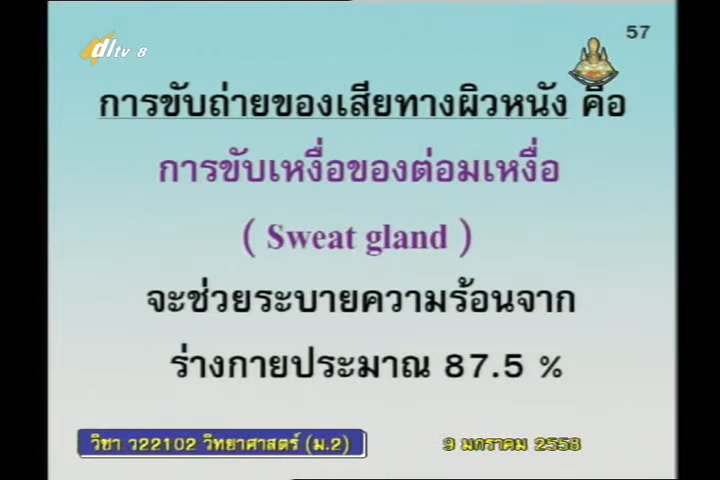 dltv 8
57
การขับถ่ายของเสียทางผิวหนัง คือ
การขับเหงื่อของต่อมเหงื่อ
( Sweat gland )
จะช่วยระบายความร้อนจาก
ร่างกายประมาณ 87.5 %
วิชา ว22102 วิทยาศาสตร์ (ม.2)
9 มกราคม 2558